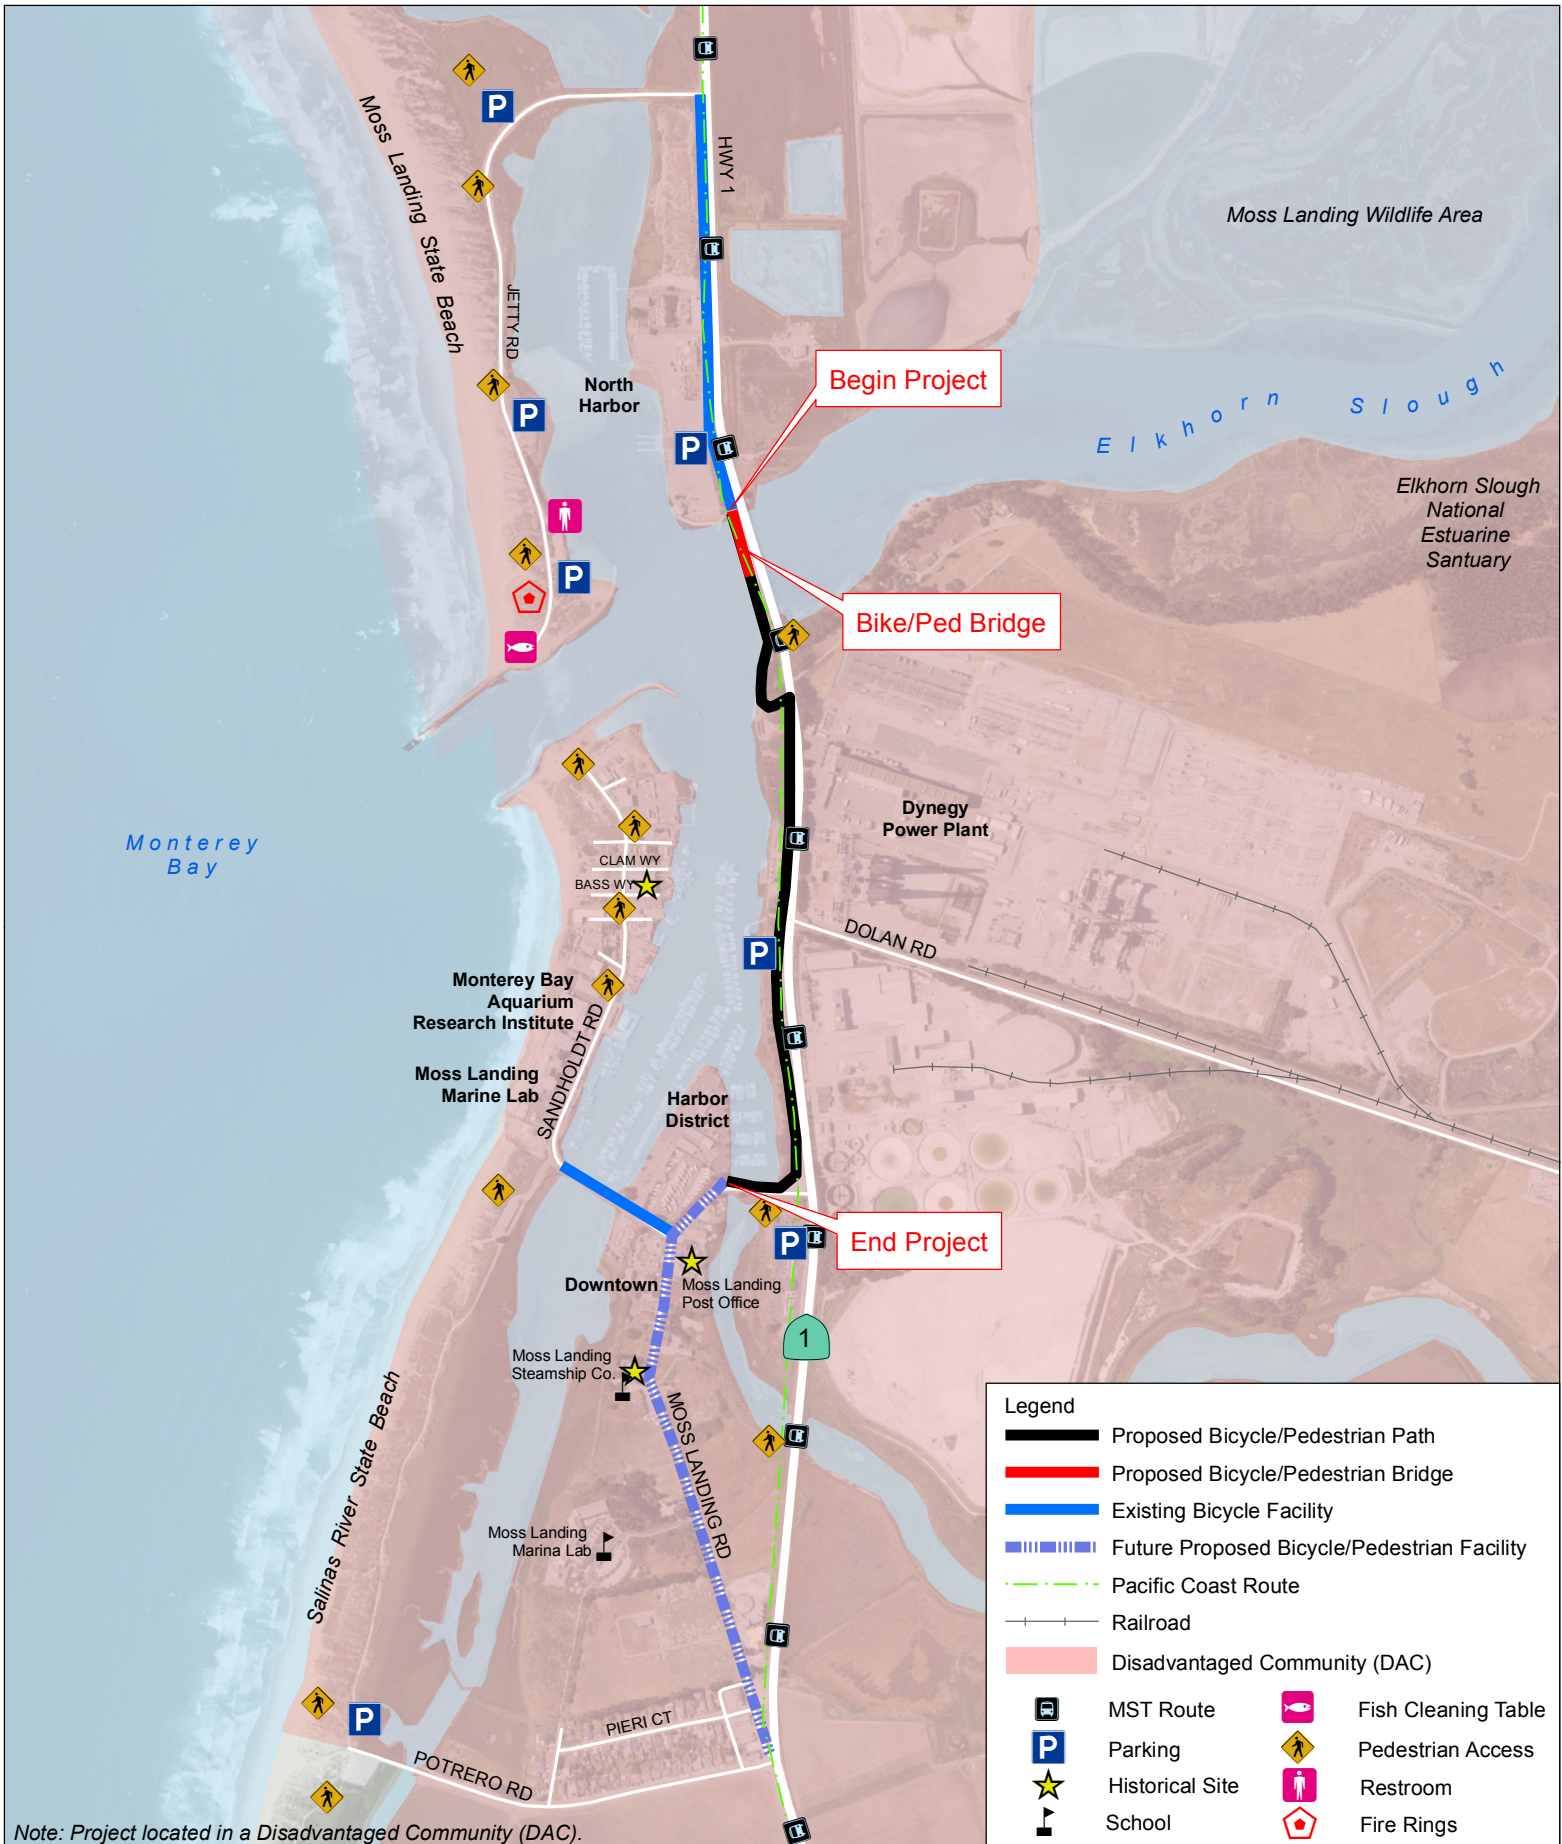 P
Moss Landing State Beach
HWY 1
Moss Landing Wildlife Area
JETTY RD
Begin Project
North
Harbor
P
P
Elkhorn Slough
Elkhorn Slough
National
Estuarine
Santuary
P
Bike/Ped Bridge
Dynegy
Power Plant
Monterey
Bay
CLAM WY
BASS WY
DOLAN RD
P
Monterey Bay
Aquarium
Research Institute
SANDHOLDT RD
Moss Landing
Marine Lab
Harbor
District
End Project
P
Downtown
Moss Landing
Post Office
1
Moss Landing
Steamship Co.
Salinas River State Beach
MOSS LANDING RD
Moss Landing
Marina Lab
P
PIERI CT
POTRERO RD
Note: Project located in a Disadvantaged Community (DAC).
Legend
Proposed Bicycle/Pedestrian Path
Proposed Bicycle/Pedestrian Bridge
Existing Bicycle Facility
Future Proposed Bicycle/Pedestrian Facility
Pacific Coast Route
Railroad
Disadvantaged Community (DAC)
MST Route
Fish Cleaning Table
P Parking
Pedestrian Access
Historical Site
Restroom
School
Fire Rings